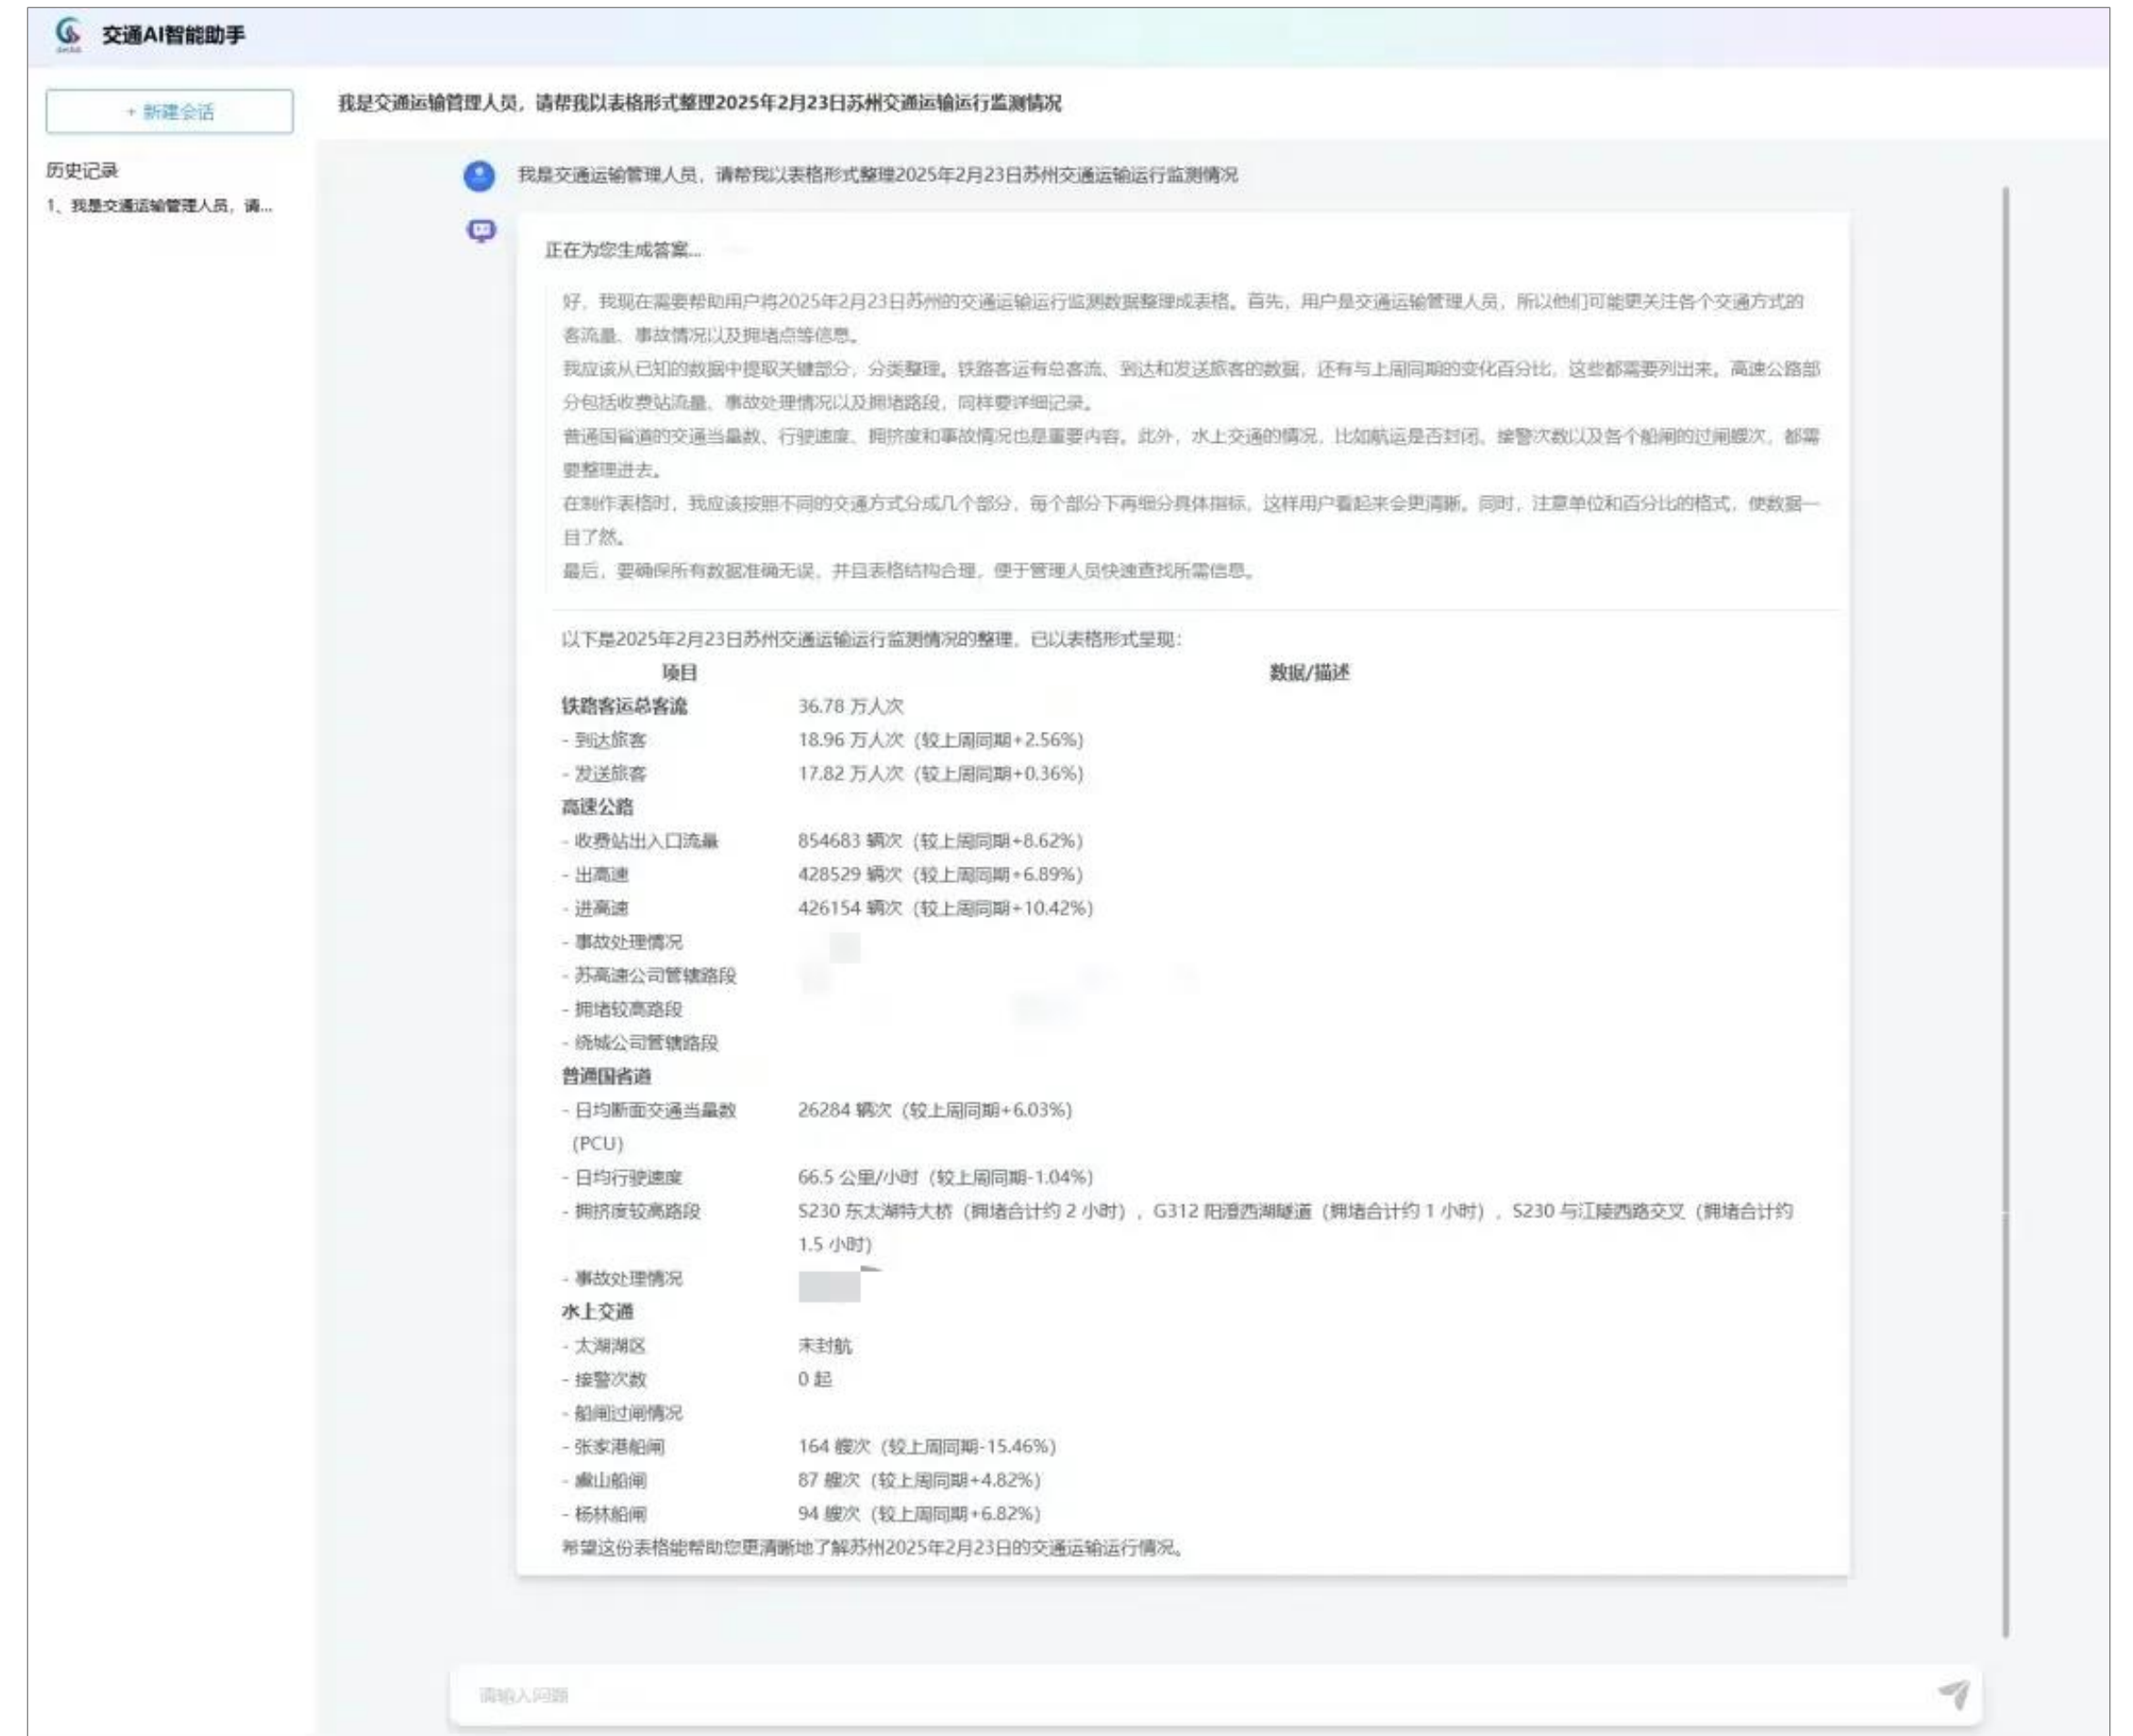 交通AI智能助手
+ 新建会话
历史记录
1、我是交通运输管理人员，请...
我是交通运输管理人员，请帮我以表格形式整理2025年2月23日苏州交通运输运行监测情况
我是交通运输管理人员，请帮我以表格形式整理2025年2月23日苏州交通运输运行监测情况
正在为您生成答案...
好，我现在需要帮助用户将2025年2月23日苏州的交通运输运行监测数据整理成表格。首先，用户是交通运输管理人员，所以他们可能更关注各个交通方式的
客流量、事故情况以及拥堵点等信息。
我应该从已知的数据中提取关键部分，分类整理。铁路客运有总客流、到达和发送旅客的数据，还有与上周同期的变化百分比，这些都需要列出来。高速公路部
分包括收费站流量、事故处理情况以及拥堵路段，同样要详细记录。
普通国省道的交通当量数、行驶速度、拥挤度和事故情况也是重要内容。此外，水上交通的情况，比如航运是否封闭、接警次数以及各个船闸的过闸艘次，都需
要整理进去。
在制作表格时，我应该按照不同的交通方式分成几个部分，每个部分下再细分具体指标，这样用户看起来会更清晰。同时，注意单位和百分比的格式，使数据一
目了然。
最后，要确保所有数据准确无误，并且表格结构合理，便于管理人员快速查找所需信息。
以下是2025年2月23日苏州交通运输运行监测情况的整理，已以表格形式呈现：
项目 数据/描述
铁路客运总客流 36.78 万人次
- 到达旅客 18.96 万人次（较上周同期+2.56%）
- 发送旅客 17.82 万人次（较上周同期+0.36%）
高速公路
- 收费站出入口流量 854683 辆次（较上周同期+8.62%）
- 出高速 428529 辆次（较上周同期+6.89%）
- 进高速 426154 辆次（较上周同期+10.42%）
- 事故处理情况
- 苏高速公司管辖路段
- 拥堵较高路段
- 绕城公司管辖路段
普通国省道
- 日均断面交通当量数 26284 辆次（较上周同期+6.03%）
(PCU)
- 日均行驶速度 66.5 公里/小时（较上周同期-1.04%）
- 拥挤度较高路段 S230 东太湖特大桥（拥堵合计约 2 小时）, G312 阳澄西湖隧道（拥堵合计约 1 小时）, S230 与江陵西路交叉（拥堵合计约
1.5 小时）
- 事故处理情况
水上交通
- 太湖湖区 未封航
- 接警次数 0 起
- 船闸过闸情况
- 张家港船闸 164 艘次（较上周同期-15.46%）
- 虞山船闸 87 艘次（较上周同期+4.82%）
- 杨林船闸 94 艘次（较上周同期+6.82%）
希望这份表格能帮助您更清晰地了解苏州2025年2月23日的交通运输运行情况。
请输入问题